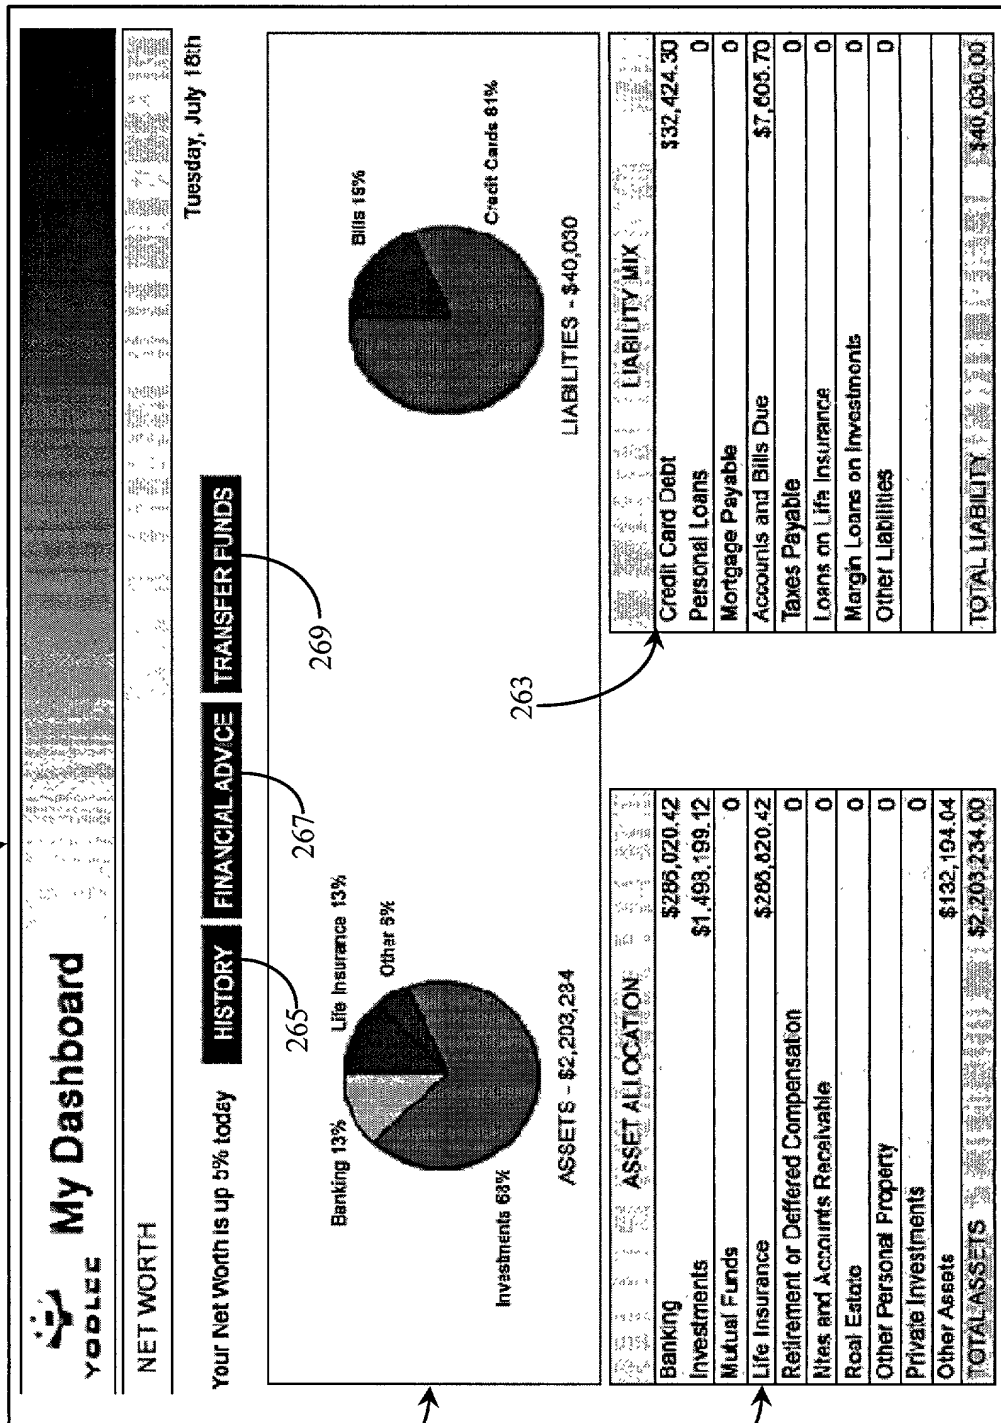 YODLEE My Dashboard
NET WORTH
Tuesday, July 18th
Your Net Worth is up 5% today
HISTORY FINANCIAL ADVICE TRANSFER FUNDS
265
267
269
Banking 13%
Life Insurance 13%
Other 6%
Investments 68%
ASSETS - $2,203,234
Bills 19%
Credit Cards 81%
LIABILITIES - $40,030
263
ASSET ALLOCATION
Banking $286,020.42
Investments $1,498,199.12
Mutual Funds 0
Life Insurance $286,820.42
Retirement or Deffered Compensation 0
Ntes and Accounts Receivable 0
Real Estate 0
Other Personal Property 0
Private Investments 0
Other Assets $132,194.04
TOTAL ASSETS $2,203,234.00
LIABILITY MIX
Credit Card Debt $32,424.30
Personal Loans 0
Mortgage Payable 0
Accounts and Bills Due $7,605.70
Taxes Payable 0
Loans on Life Insurance 0
Margin Loans on Investments 0
Other Liabilities 0
TOTAL LIABILITY $40,030.00